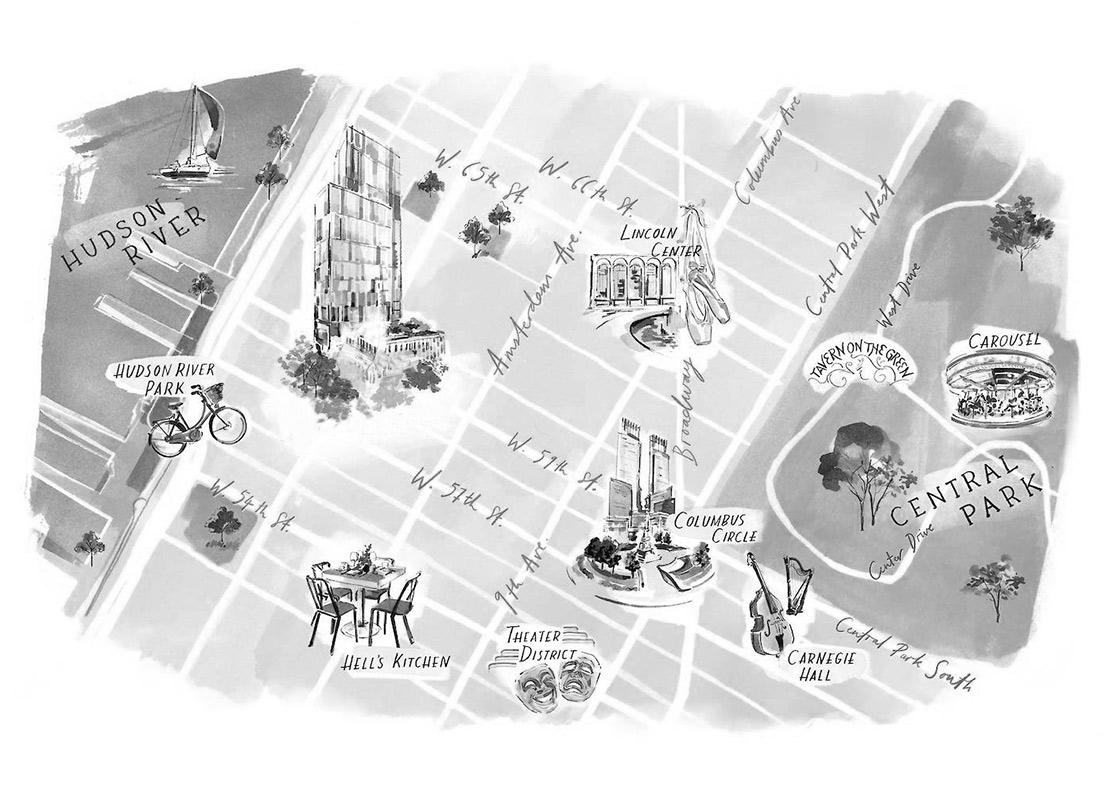 HUDSON
RIVER
W. 65th St.
W. 66th St.
Columbus Ave
LINCOLN
CENTER
Central Park West
West Drive
Amsterdam Ave.
TAVERN ON THE GREEN
CAROUSEL
HUDSON RIVER
PARK
Broadway
W. 54th St.
W. 57th St.
W. 59th St.
CENTRAL
PARK
Center Drive
COLUMBUS
CIRCLE
9th Ave.
THEATER
DISTRICT
HELL'S KITCHEN
CARNEGIE
HALL
Central Park South